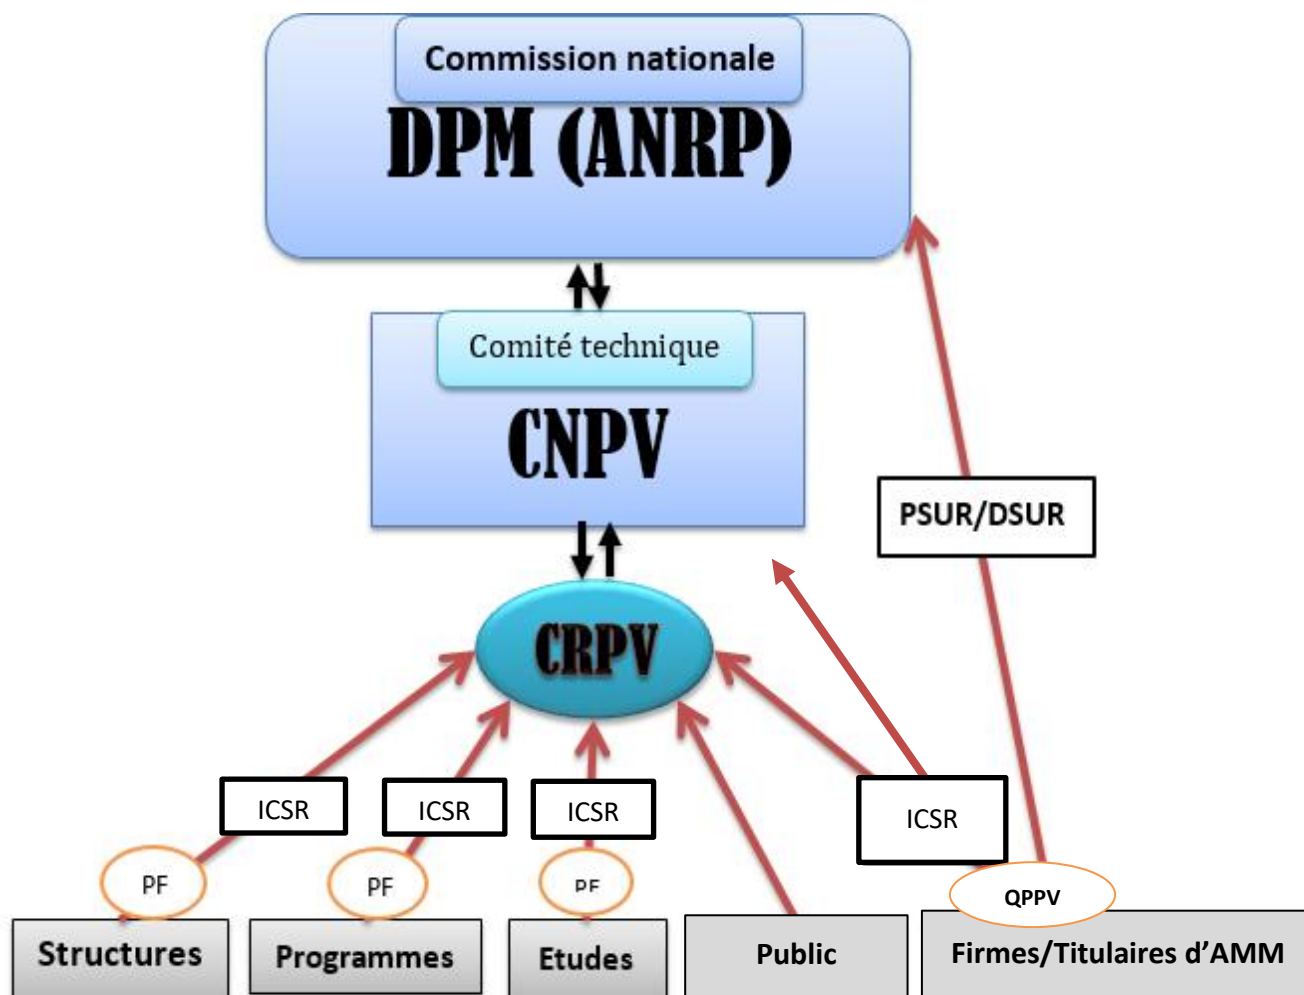 Commission nationale
DPM (ANRP)
Comité technique
CNPV
PSUR/DSUR
CRPV
ICSR
ICSR
ICSR
ICSR
PF
PF
PF
QPPV
Structures
Programmes
Etudes
Public
Firmes/Titulaires d'AMM